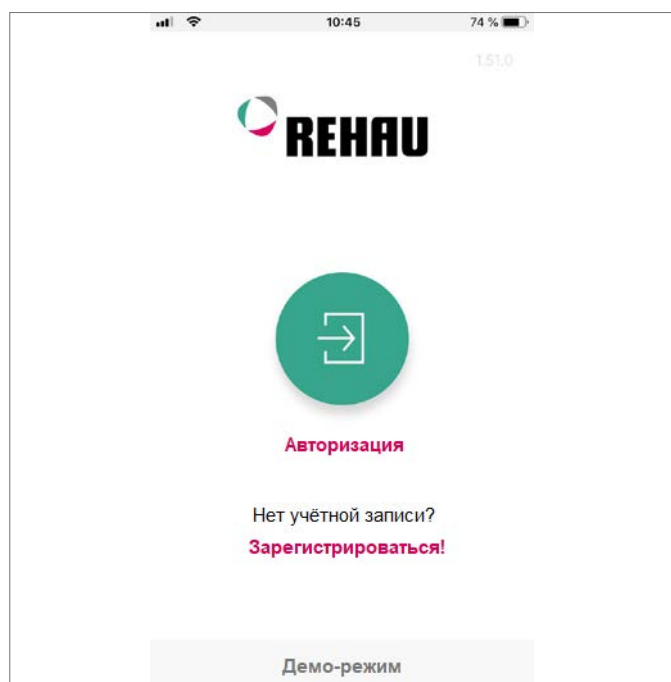 10:45
74 %
1.51.0
REHAU
Авторизация
Нет учётной записи?
Зарегистрироваться!
Демо-режим